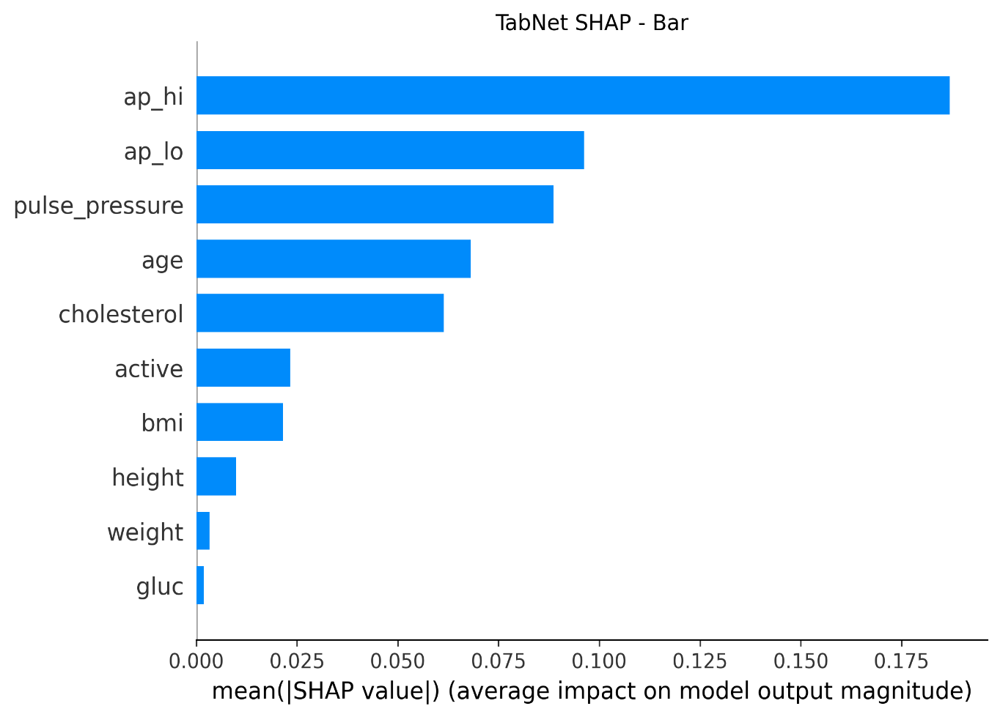 TabNet SHAP - Bar
ap_hi
ap_lo
pulse_pressure
age
cholesterol
active
bmi
height
weight
gluc
0.000 0.025 0.050 0.075 0.100 0.125 0.150 0.175
mean(|SHAP value|) (average impact on model output magnitude)